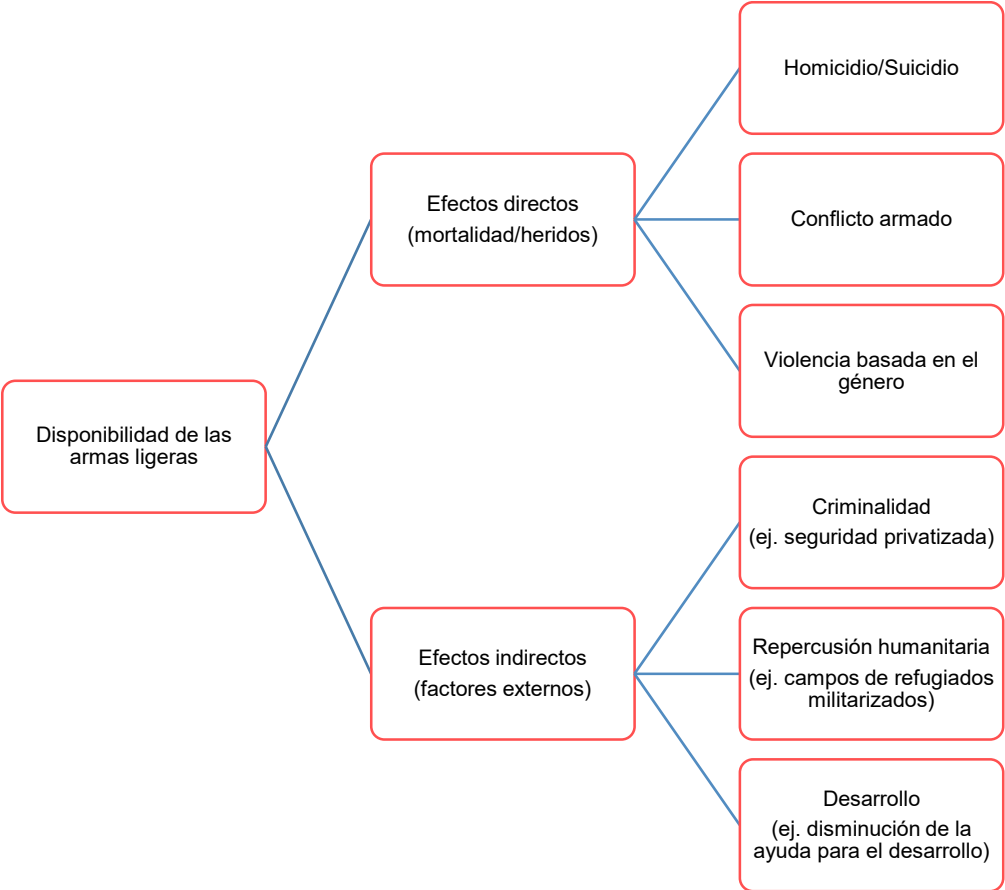 Disponibilidad de las
armas ligeras
Efectos directos
(mortalidad/heridos)
Homicidio/Suicidio
Conflicto armado
Violencia basada en el
género
Efectos indirectos
(factores externos)
Criminalidad
(ej. seguridad privatizada)
Repercusión humanitaria
(ej. campos de refugiados
militarizados)
Desarrollo
(ej. disminución de la
ayuda para el desarrollo)